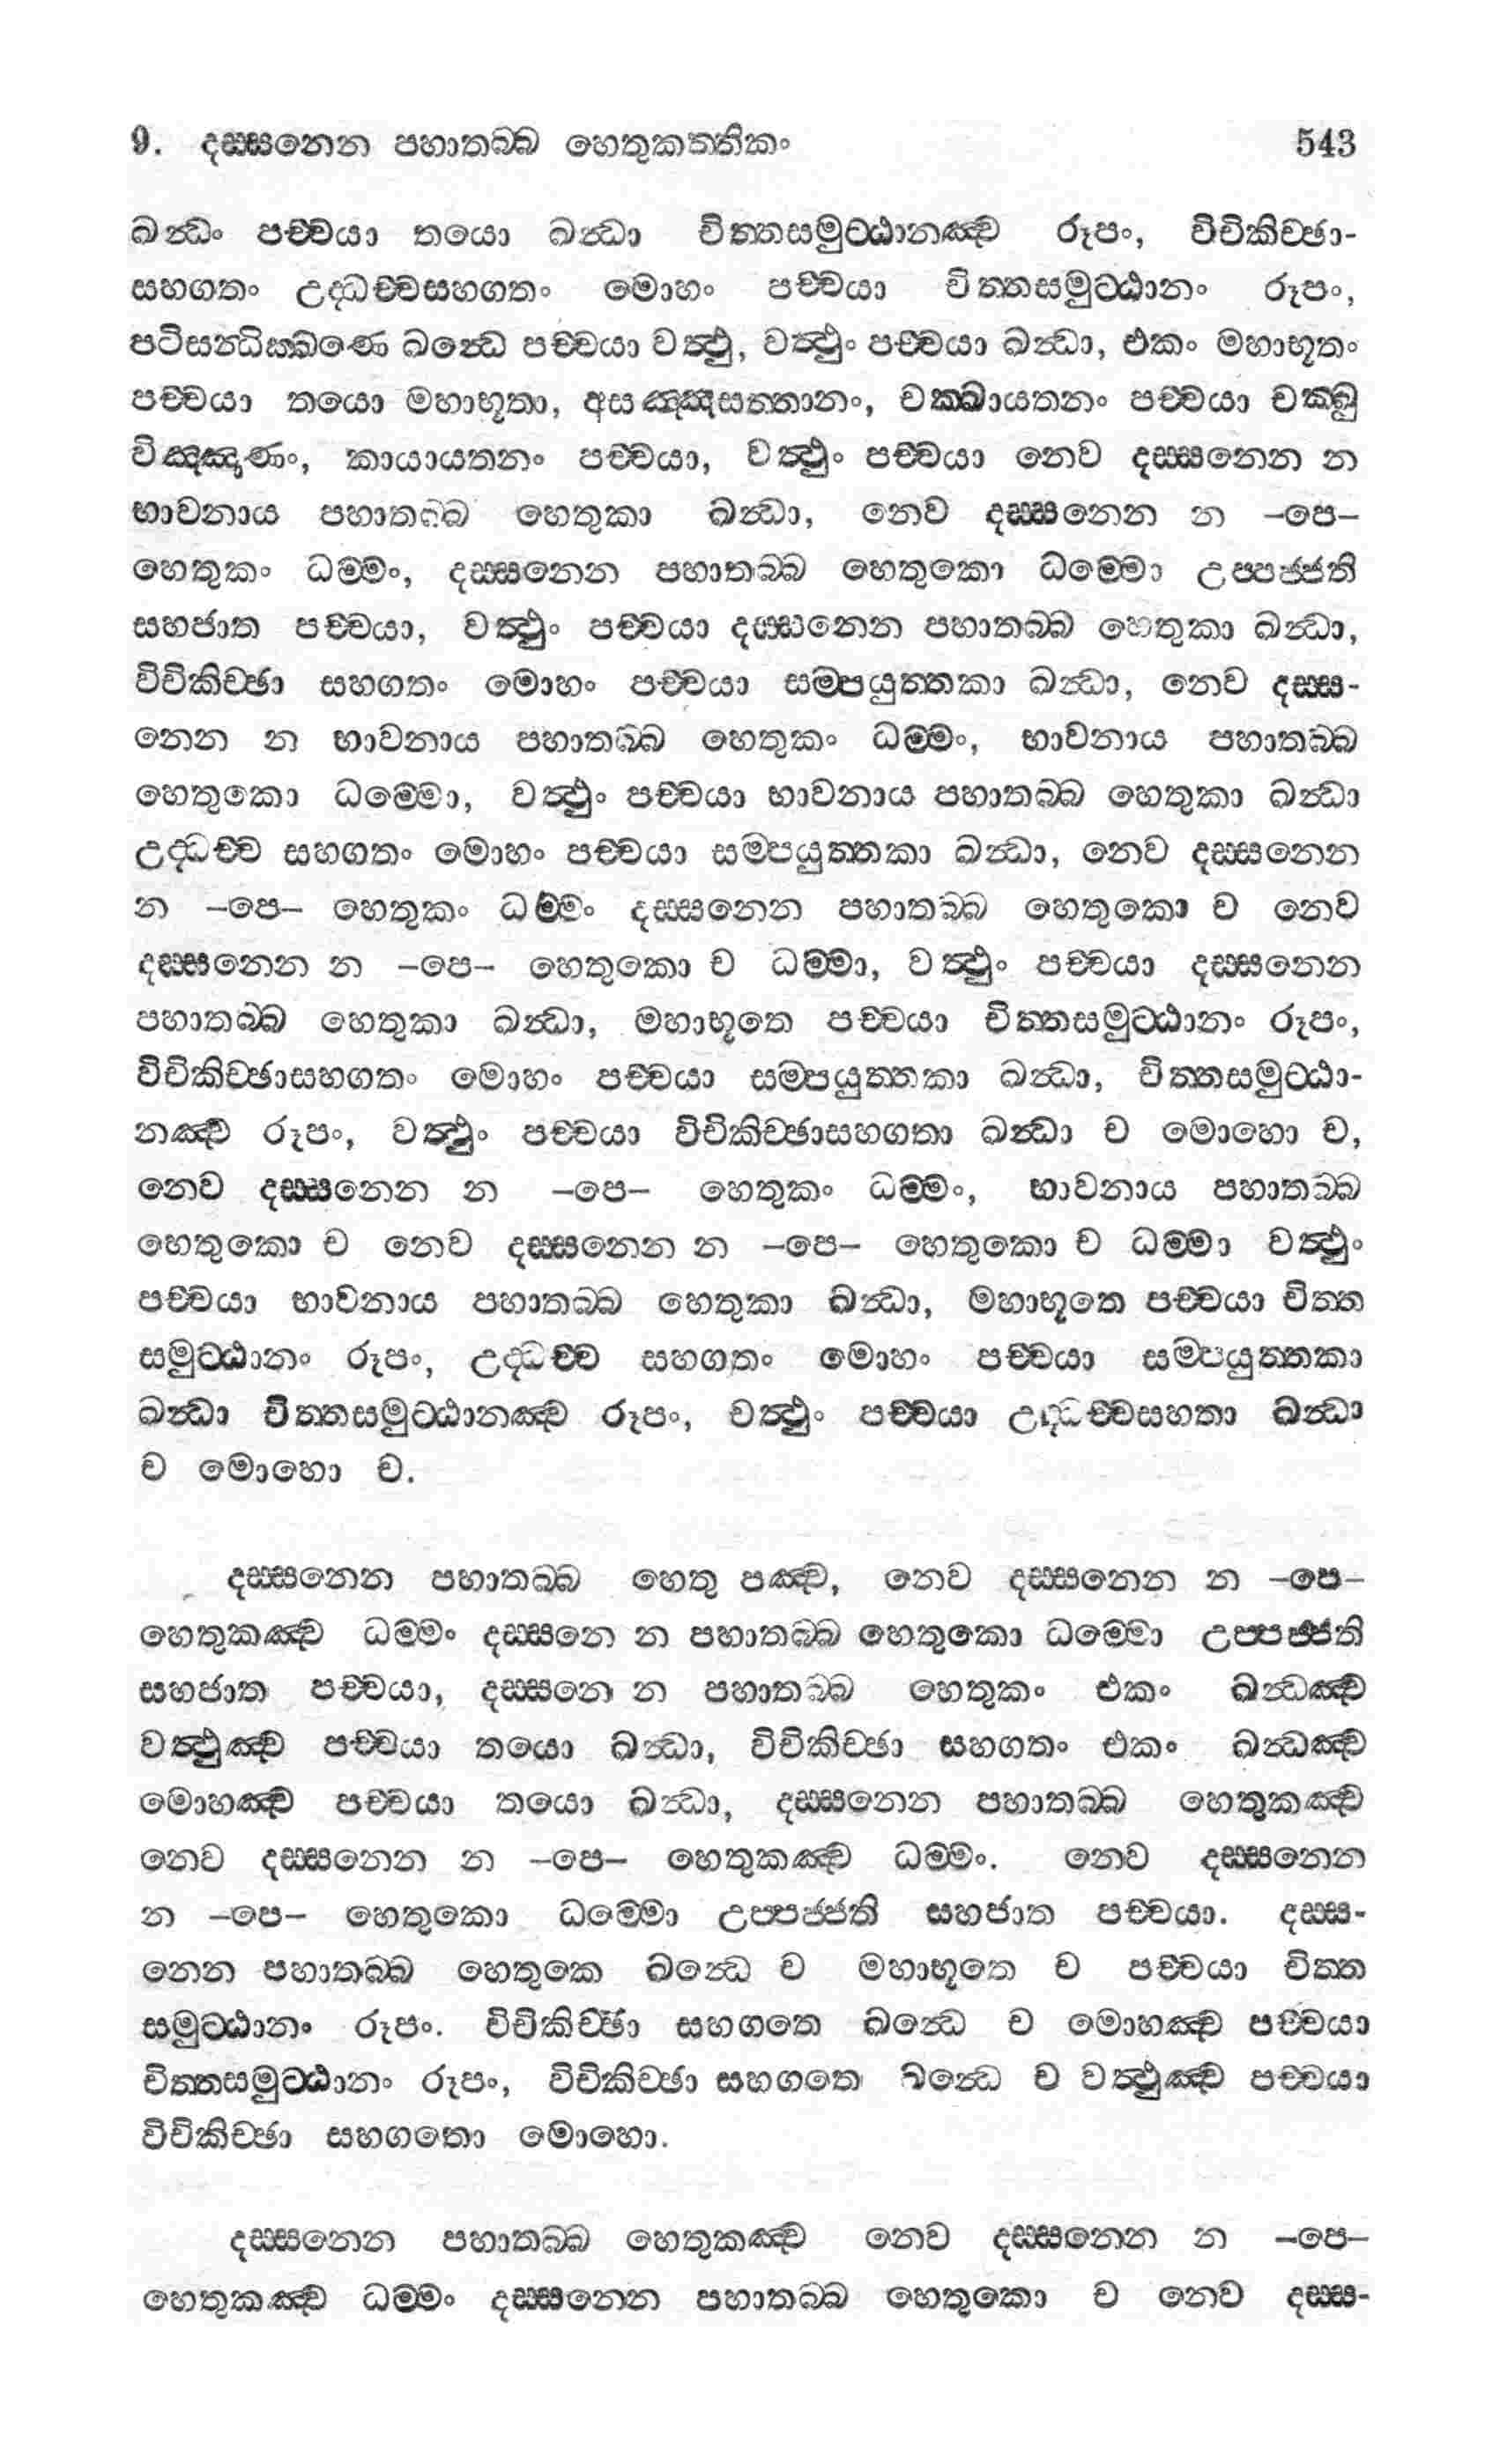 9. දස්සනෙන පහාතබ්බ හෙතුකත්තිකං 543
ඛන්ධං පච්චයා තයො ඛන්ධා චිත්තසමුට්ඨානඤ්ච රූපං, විචිකිච්ඡා-
සහගතං උද්ධච්චසහගතං මොහං පච්චයා චිත්තසමුට්ඨානං රූපං,
පටිසන්ධික්ඛණෙ ඛන්ධෙ පච්චයා වත්ථු, වත්ථුං පච්චයා ඛන්ධා, එකං මහාභූතං
පච්චයා තයො මහාභූතා, අසඤ්ඤසත්තානං, චක්ඛායතනං පච්චයා චක්ඛු
විඤ්ඤාණං, කායායතනං පච්චයා, වත්ථුං පච්චයා නෙව දස්සනෙන න
භාවනාය පහාතබ්බ හෙතුකා ඛන්ධා, නෙව දස්සනෙන න –පෙ–
හෙතුකං ධම්මං, දස්සනෙන පහාතබ්බ හෙතුකො ධම්මො උප්පජ්ජති
සහජාත පච්චයා, වත්ථුං පච්චයා දස්සනෙන පහාතබ්බ හෙතුකා ඛන්ධා,
විචිකිච්ඡා සහගතං මොහං පච්චයා සම්පයුත්තකා ඛන්ධා, නෙව දස්ස-
නෙන න භාවනාය පහාතබ්බ හෙතුකං ධම්මං, භාවනාය පහාතබ්බ
හෙතුකො ධම්මො, වත්ථුං පච්චයා භාවනාය පහාතබ්බ හෙතුකා ඛන්ධා
උද්ධච්ච සහගතං මොහං පච්චයා සම්පයුත්තකා ඛන්ධා, නෙව දස්සනෙන
න –පෙ– හෙතුකං ධම්මං දස්සනෙන පහාතබ්බ හෙතුකො ච නෙව
දස්සනෙන න –පෙ– හෙතුකො ච ධම්මා, වත්ථුං පච්චයා දස්සනෙන
පහාතබ්බ හෙතුකා ඛන්ධා, මහාභූතෙ පච්චයා චිත්තසමුට්ඨානං රූපං,
විචිකිච්ඡාසහගතං මොහං පච්චයා සම්පයුත්තකා ඛන්ධා, චිත්තසමුට්ඨා-
නඤ්ච රූපං, වත්ථුං පච්චයා විචිකිච්ඡාසහගතා ඛන්ධා ච මොහො ච,
නෙව දස්සනෙන න –පෙ– හෙතුකං ධම්මං, භාවනාය පහාතබ්බ
හෙතුකො ච නෙව දස්සනෙන න –පෙ– හෙතුකො ච ධම්මා වත්ථුං
පච්චයා භාවනාය පහාතබ්බ හෙතුකා ඛන්ධා, මහාභූතෙ පච්චයා චිත්ත
සමුට්ඨානං රූපං, උද්ධච්ච සහගතං මොහං පච්චයා සම්පයුත්තකා
ඛන්ධා චිත්තසමුට්ඨානඤ්ච රූපං, වත්ථුං පච්චයා උද්ධච්චසහතා ඛන්ධා
ච මොහො ච.
දස්සනෙන පහාතබ්බ හෙතු පඤ්ච, නෙව දස්සනෙන න –පෙ–
හෙතුකඤ්ච ධම්මං දස්සනෙ න පහාතබ්බ හෙතුකො ධම්මො උප්පජ්ජති
සහජාත පච්චයා, දස්සනෙ න පහාතබ්බ හෙතුකං එකං ඛන්ධඤ්ච
වත්ථුඤ්ච පච්චයා තයො ඛන්ධා, විචිකිච්ඡා සහගතං එකං ඛන්ධඤ්ච
මොහඤ්ච පච්චයා තයො ඛන්ධා, දස්සනෙන පහාතබ්බ හෙතුකඤ්ච
නෙව දස්සනෙන න –පෙ– හෙතුකඤ්ච ධම්මං. නෙව දස්සනෙන
න –පෙ– හෙතුකො ධම්මො උප්පජ්ජති සහජාත පච්චයා. දස්ස-
නෙන පහාතබ්බ හෙතුකෙ ඛන්ධෙ ච මහාභූතෙ ච පච්චයා චිත්ත
සමුට්ඨානං රූපං. විචිකිච්ඡා සහගතෙ ඛන්ධෙ ච මොහඤ්ච පච්චයා
චිත්තසමුට්ඨානං රූපං, විචිකිච්ඡා සහගතෙ ඛන්ධෙ ච වත්ථුඤ්ච පච්චයා
විචිකිච්ඡා සහගතො මොහො.
දස්සනෙන පහාතබ්බ හෙතුකඤ්ච නෙව දස්සනෙන න –පෙ–
හෙතුකඤ්ච ධම්මං දස්සනෙන පහාතබ්බ හෙතුකො ච නෙව දස්ස-